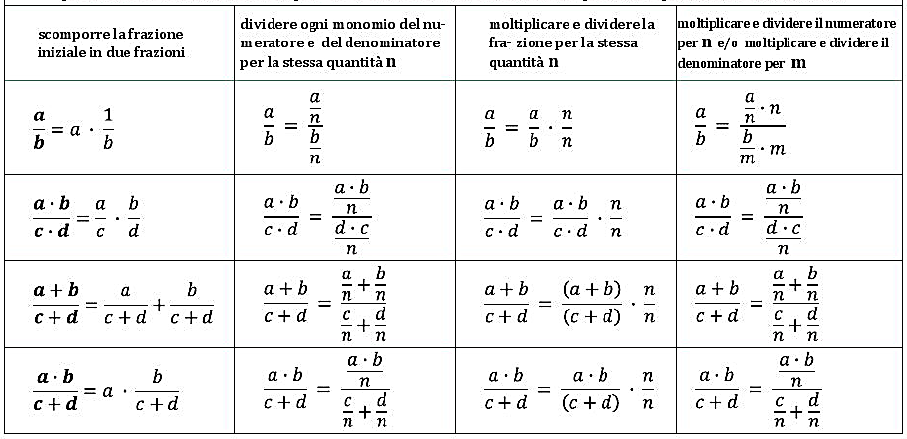 scomporre la frazione
iniziale in due frazioni
dividere ogni monomio del nu-
meratore e del denominatore
per la stessa quantità n
moltiplicare e dividere la
fra- zione per la stessa
quantità n
moltiplicare e dividere il numeratore
per n e/o moltiplicare e dividere il
denominatore per m
a/b = a · 1/b
a/b = (a/n)/(b/n)
a/b = a/b · n/n
a/b = (a/n · n)/(b/m · m)
(a · b)/(c · d) = a/c · b/d
(a · b)/(c · d) = ((a · b)/n)/((d · c)/n)
(a · b)/(c · d) = (a · b)/(c · d) · n/n
(a · b)/(c · d) = ((a · b)/n)/((d · c)/n)
(a + b)/(c + d) = a/(c + d) + b/(c + d)
(a + b)/(c + d) = (a/n + b/n)/(c/n + d/n)
(a + b)/(c + d) = (a + b)/(c + d) · n/n
(a + b)/(c + d) = (a/n + b/n)/(c/n + d/n)
(a · b)/(c + d) = a · b/(c + d)
(a · b)/(c + d) = ((a · b)/n)/(c/n + d/n)
(a · b)/(c + d) = (a · b)/(c + d) · n/n
(a · b)/(c + d) = ((a · b)/n)/(c/n + d/n)